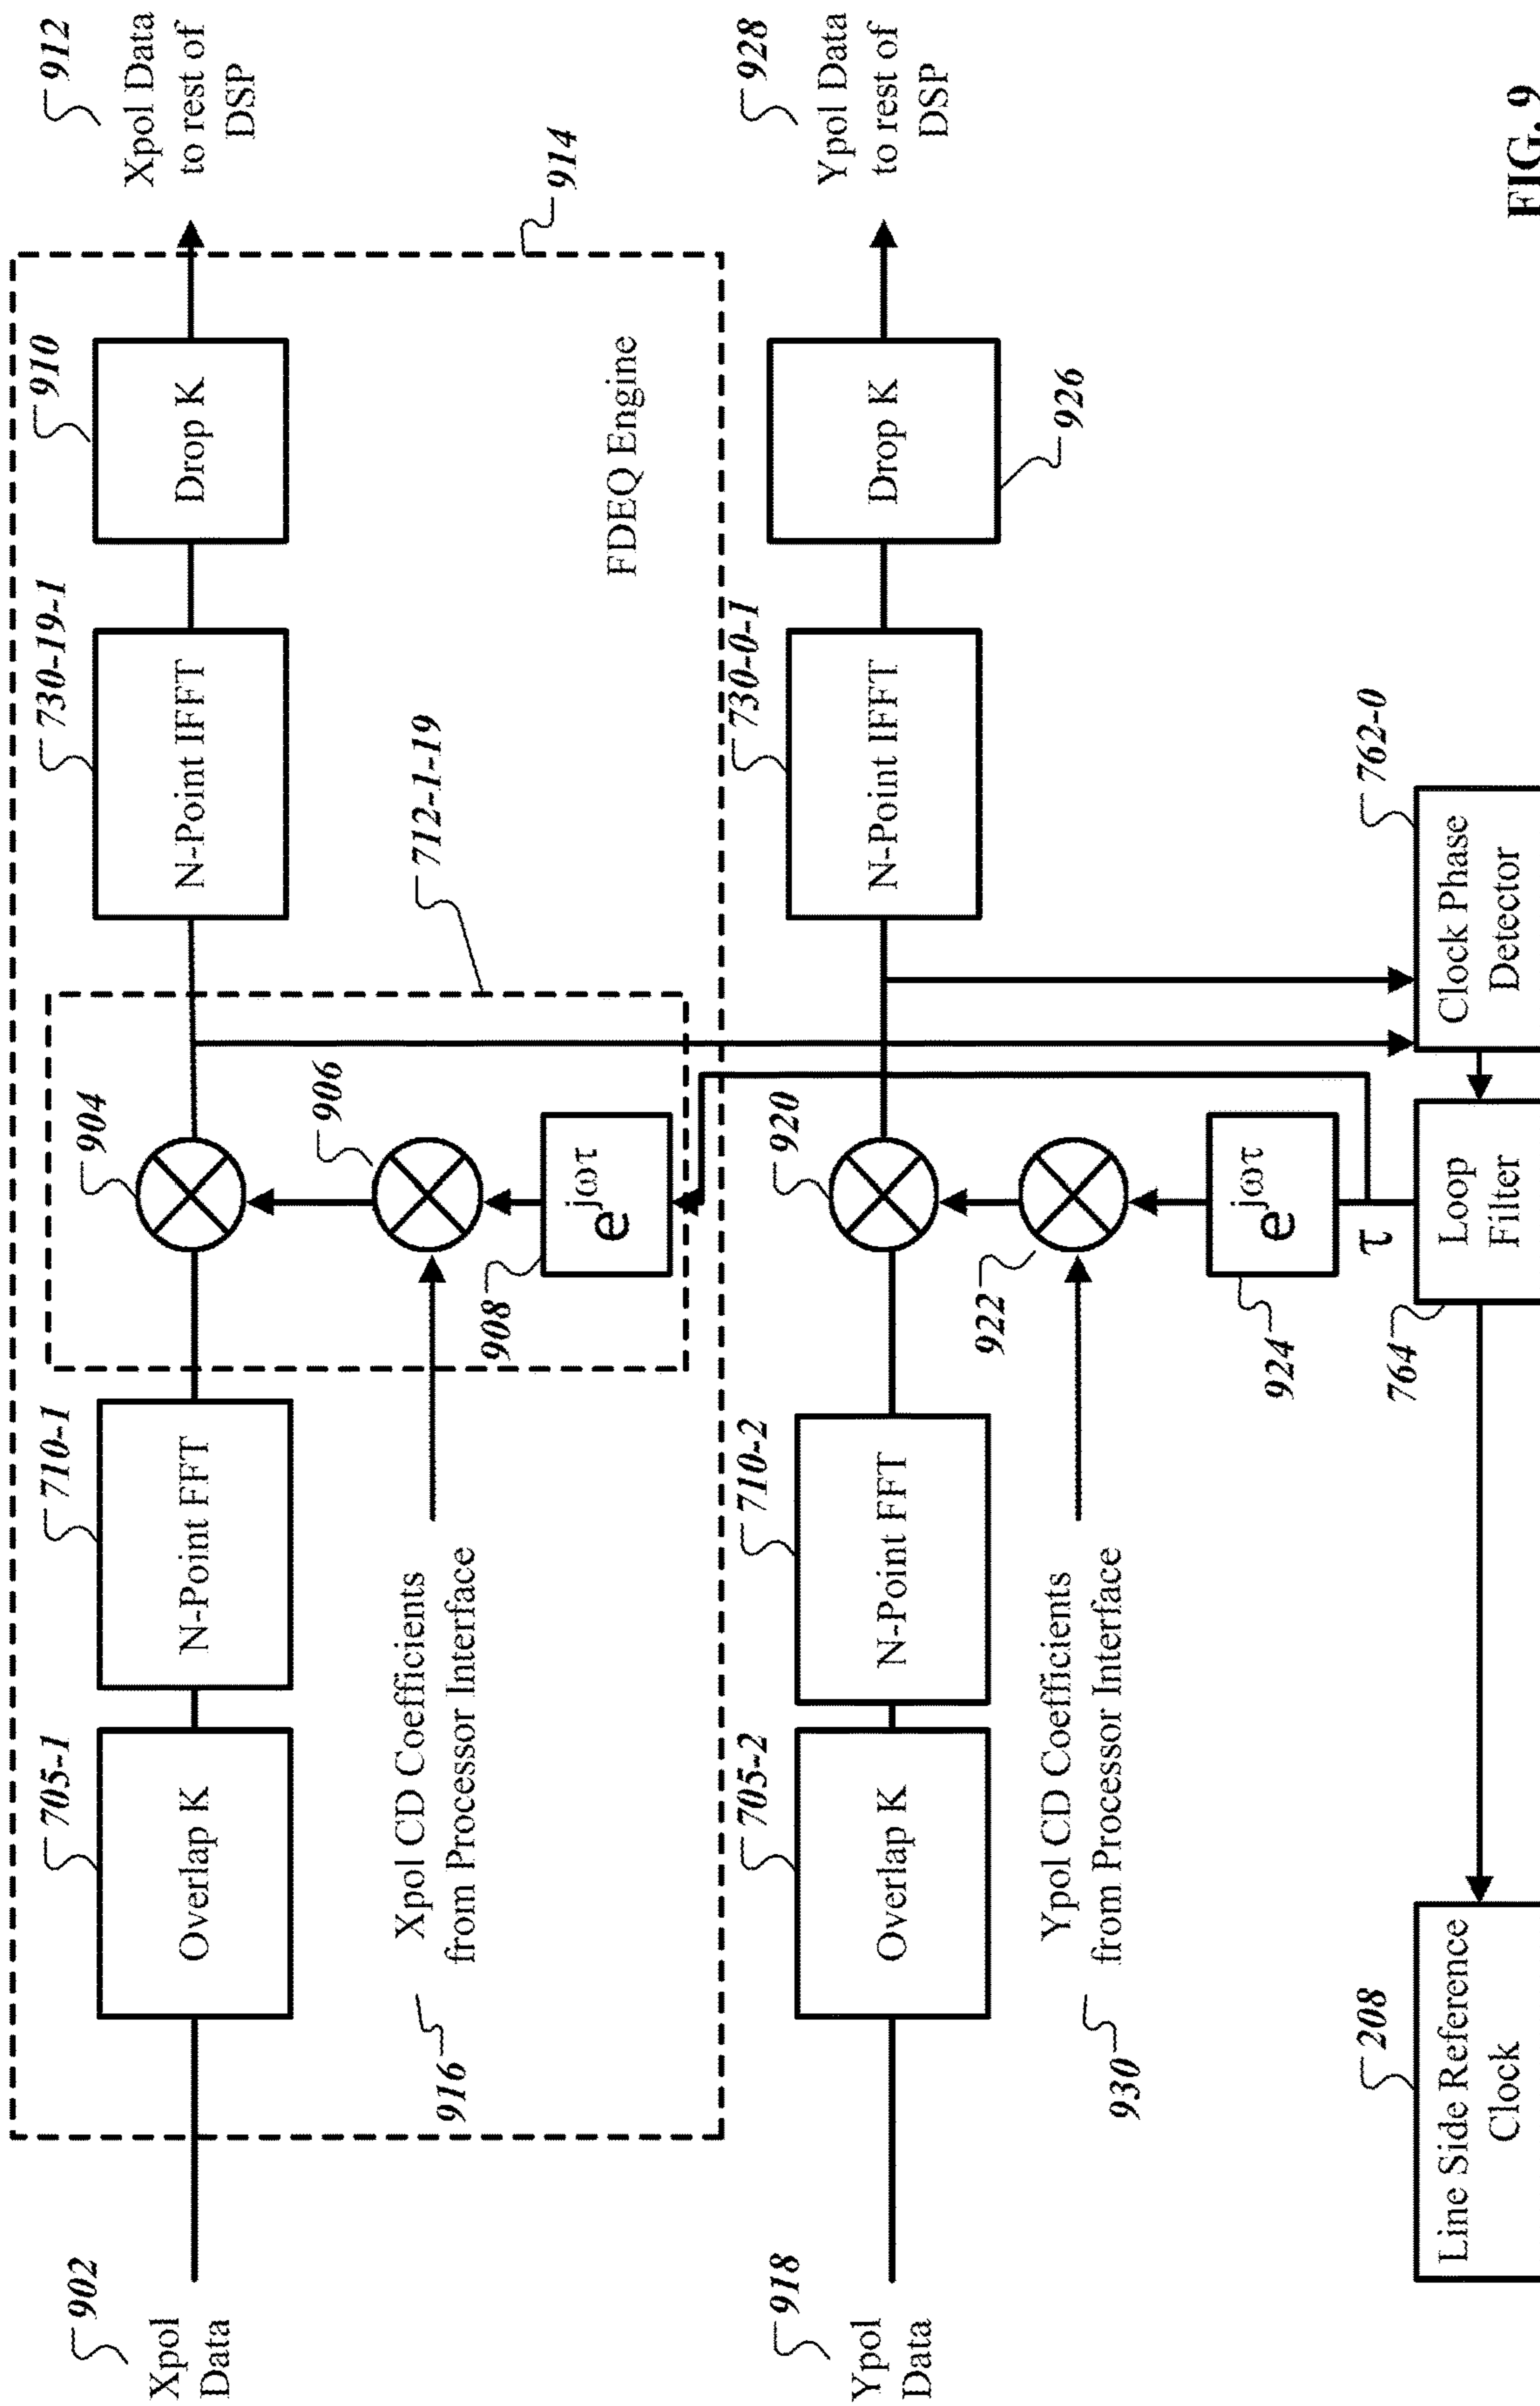 902
Xpol
Data
705-1
Overlap K
710-1
N-Point FFT
904
906
908
e^jωτ
712-1-19
730-19-1
N-Point IFFT
910
Drop K
912
Xpol Data
to rest of
DSP
914
FDEQ Engine
Xpol CD Coefficients
from Processor Interface
916
918
Ypol
Data
705-2
Overlap K
710-2
N-Point FFT
920
922
924
e^jωτ
τ
730-0-1
N-Point IFFT
Drop K
926
928
Ypol Data
to rest of
DSP
Ypol CD Coefficients
from Processor Interface
930
208
Line Side Reference
Clock
764
Loop
Filter
762-0
Clock Phase
Detector
FIG. 9